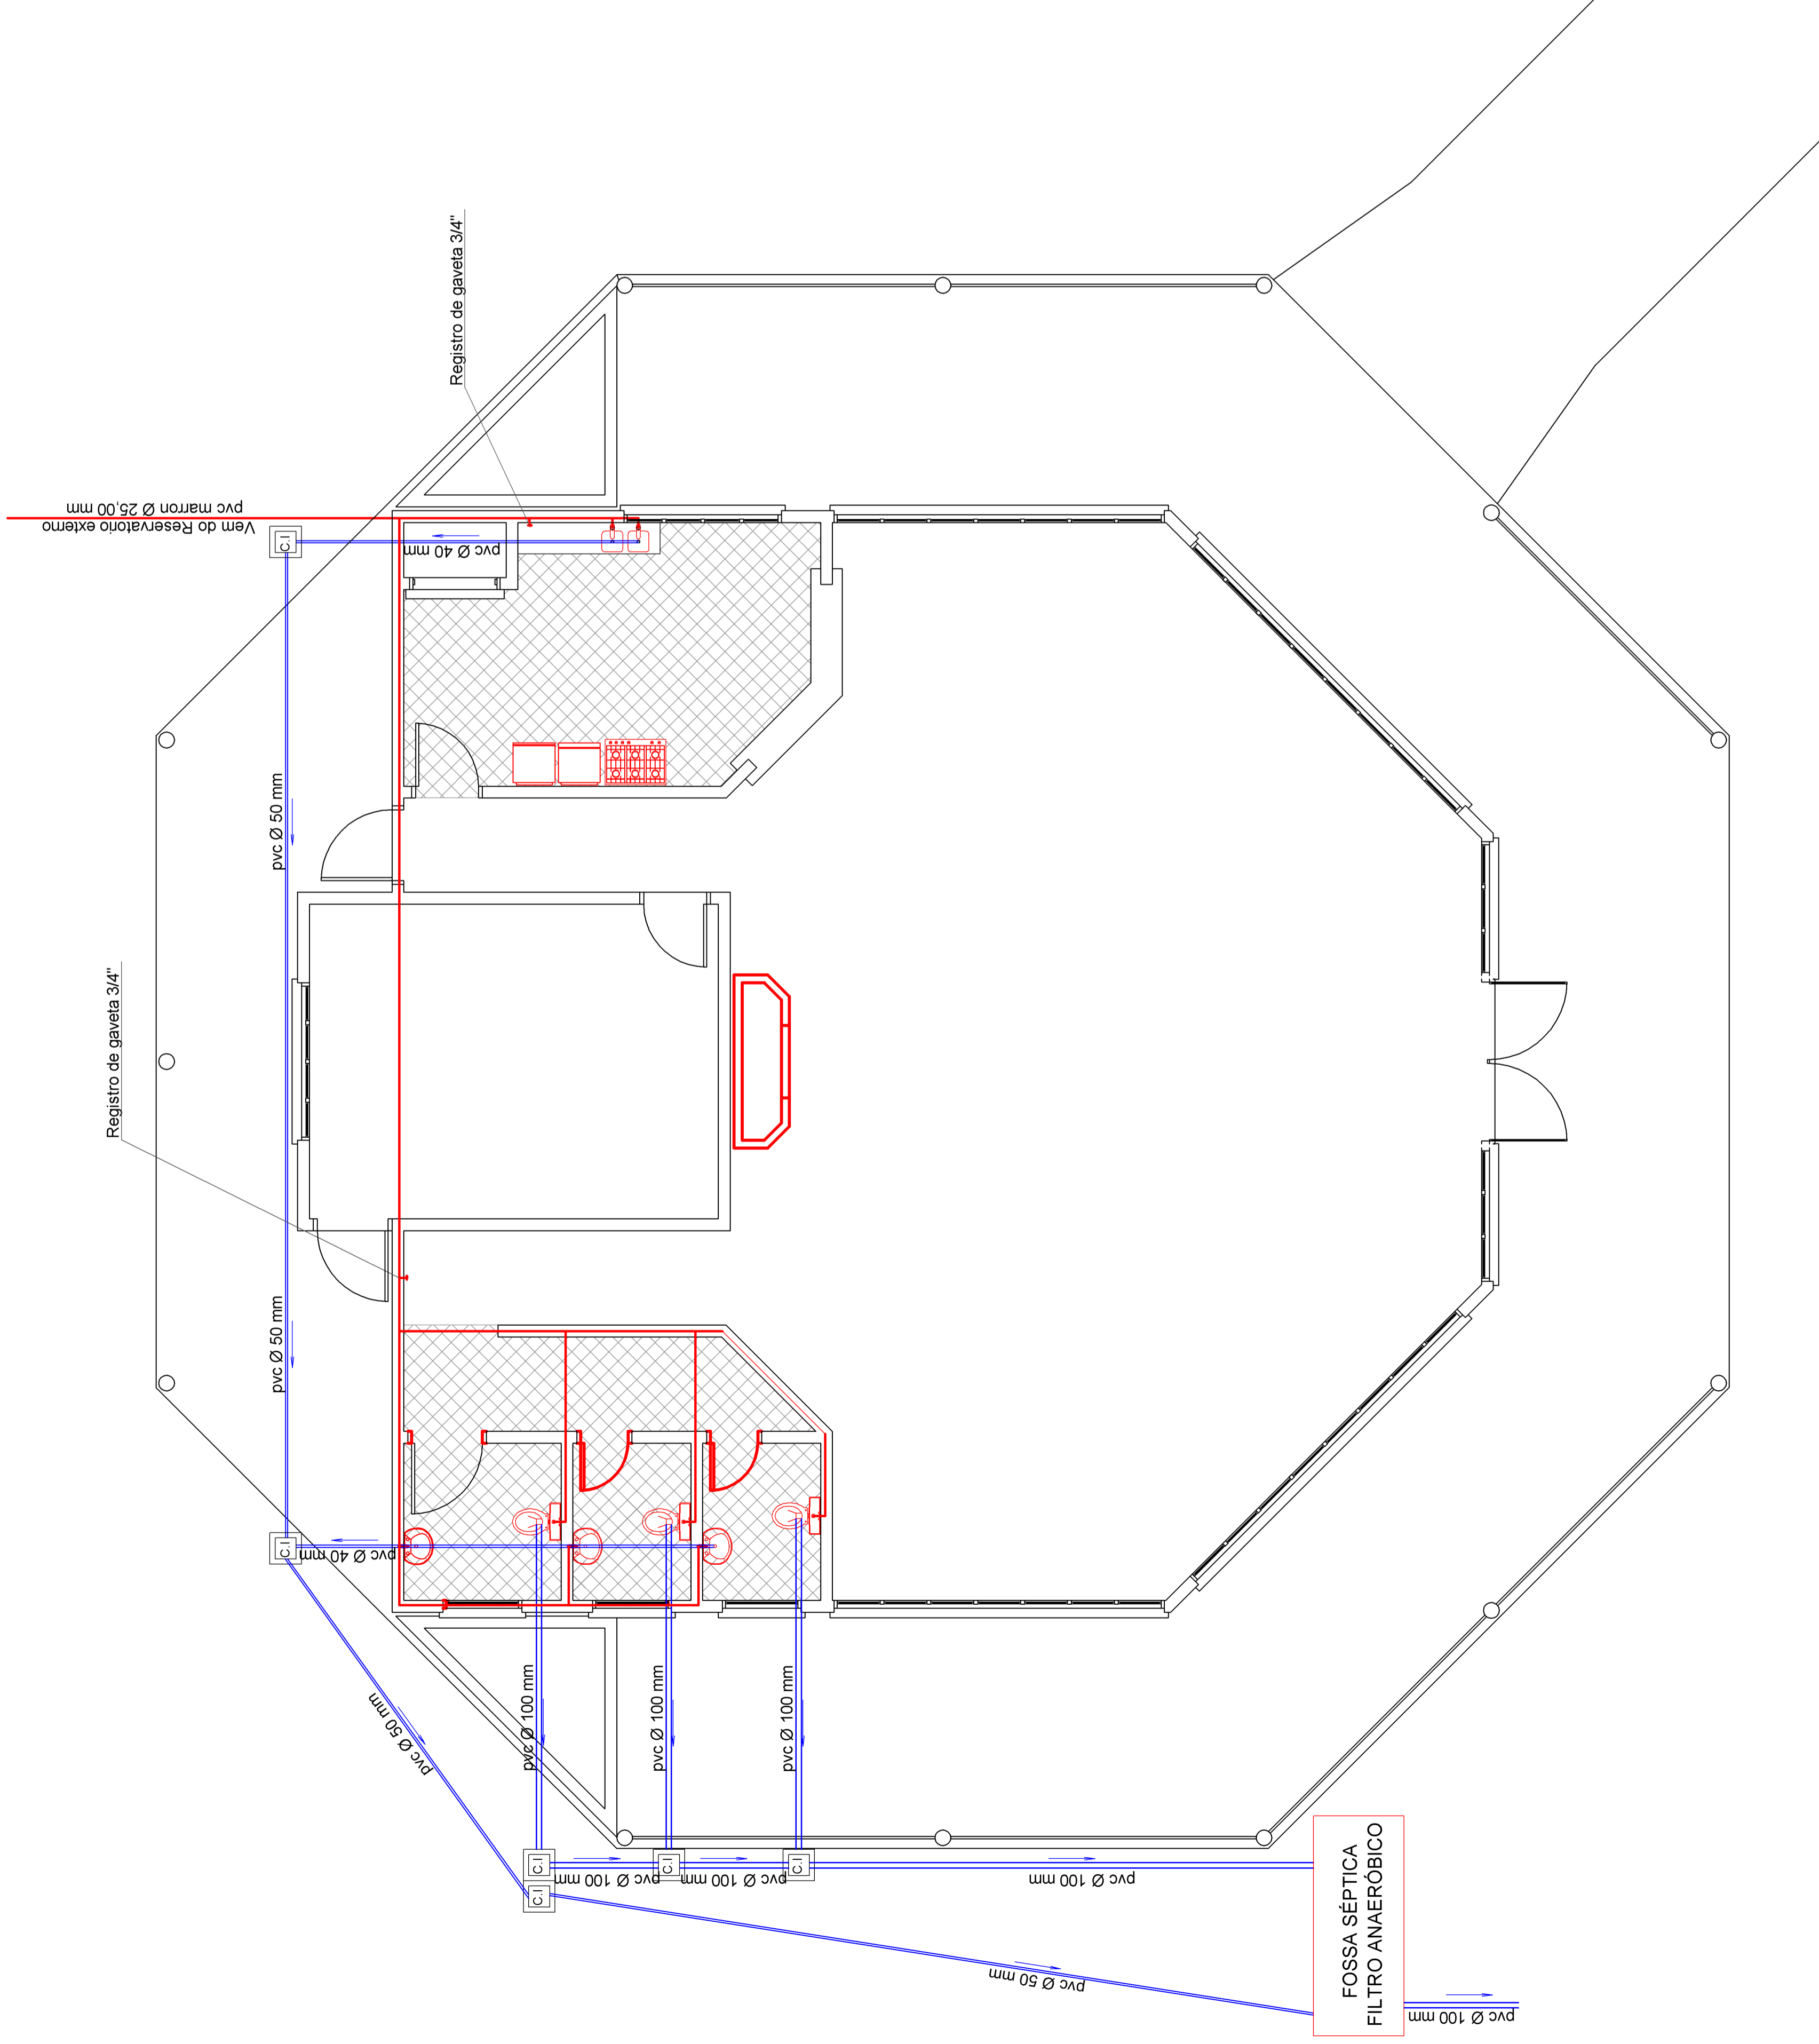 Registro de gaveta 3/4"
Vem do Reservatorio externo
pvc marron Ø 25,00 mm
C.I
pvc Ø 40 mm
pvc Ø 50 mm
Registro de gaveta 3/4"
pvc Ø 50 mm
C.I
pvc Ø 40 mm
pvc Ø 50 mm
pvc Ø 100 mm
pvc Ø 100 mm
pvc Ø 100 mm
C.I
C.I
C.I
C.I
pvc Ø 100 mm
pvc Ø 100 mm
pvc Ø 100 mm
pvc Ø 50 mm
FOSSA SÉPTICA
FILTRO ANAERÓBICO
pvc Ø 100 mm